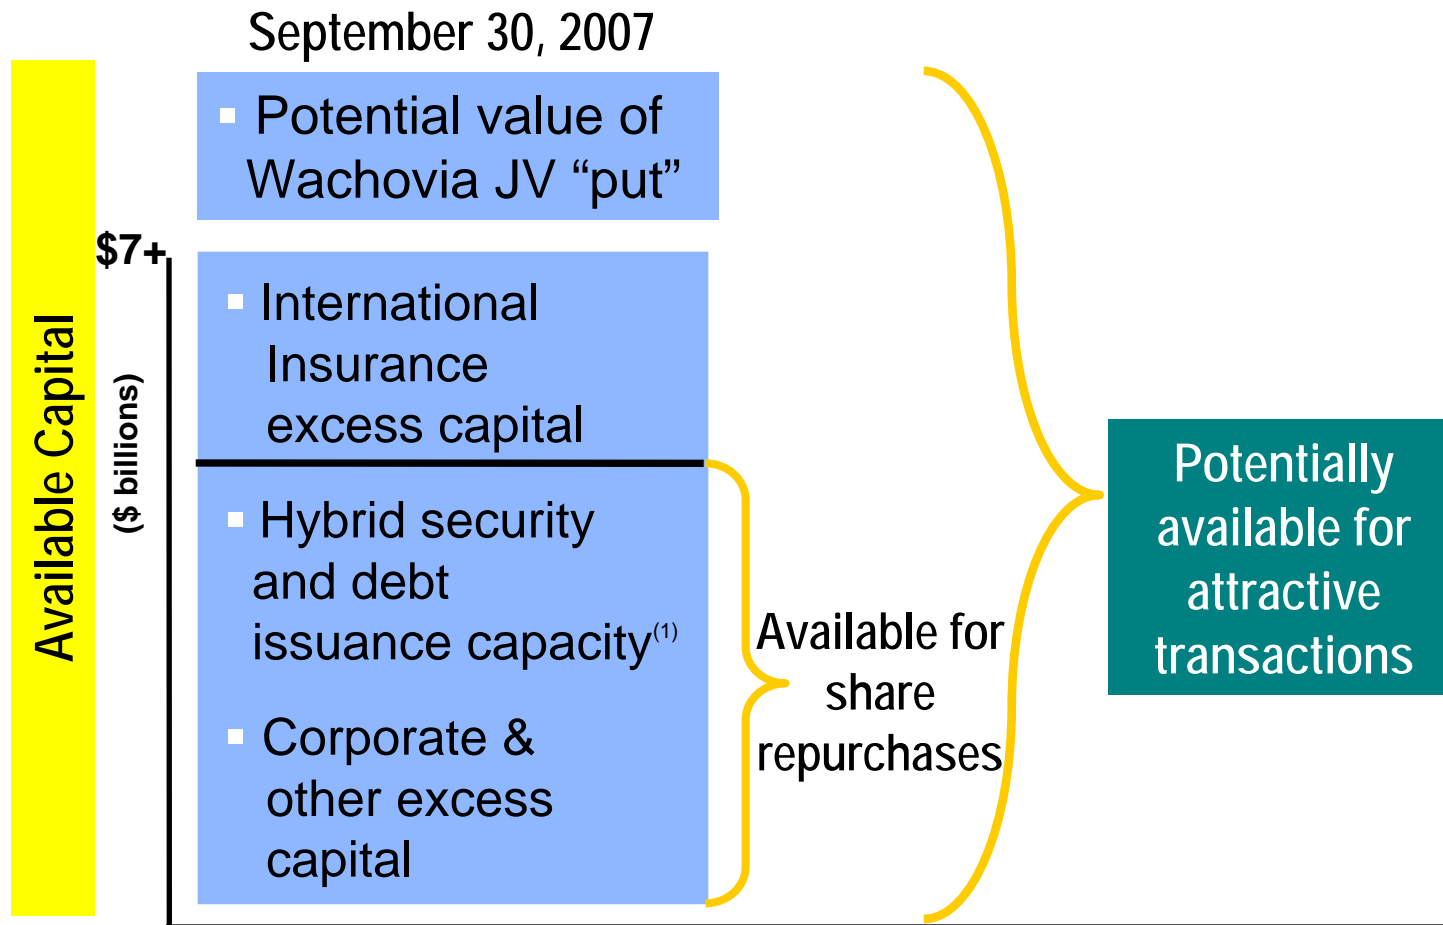 September 30, 2007
▪ Potential value of
Wachovia JV “put”
$7+
Available Capital
($ billions)
▪ International
Insurance
excess capital
▪ Hybrid security
and debt
issuance capacity(1)
▪ Corporate &
other excess
capital
Available for
share
repurchases
Potentially
available for
attractive
transactions